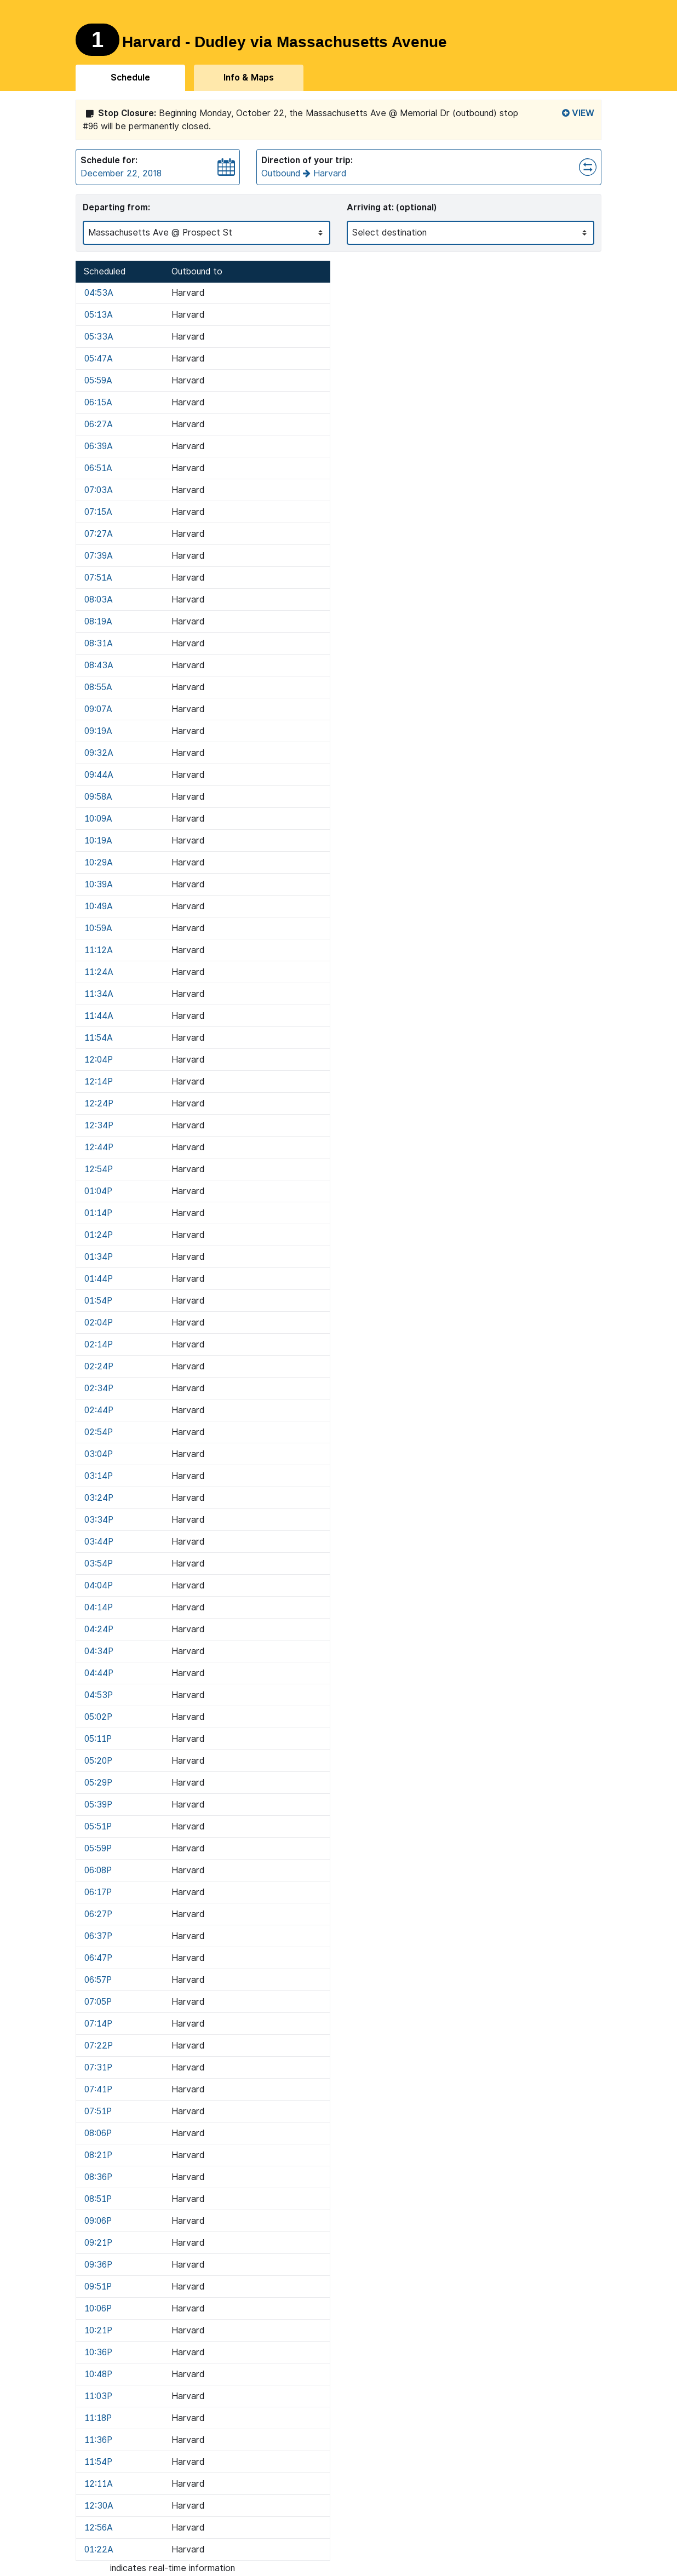 1 Harvard - Dudley via Massachusetts Avenue
Schedule Info & Maps
Stop Closure: Beginning Monday, October 22, the Massachusetts Ave @ Memorial Dr (outbound) stop VIEW
#96 will be permanently closed.
Schedule for: Direction of your trip:
December 22, 2018 Outbound Harvard
Departing from: Arriving at: (optional)
Massachusetts Ave @ Prospect St Select destination
Scheduled Outbound to
04:53A Harvard
05:13A Harvard
05:33A Harvard
05:47A Harvard
05:59A Harvard
06:15A Harvard
06:27A Harvard
06:39A Harvard
06:51A Harvard
07:03A Harvard
07:15A Harvard
07:27A Harvard
07:39A Harvard
07:51A Harvard
08:03A Harvard
08:19A Harvard
08:31A Harvard
08:43A Harvard
08:55A Harvard
09:07A Harvard
09:19A Harvard
09:32A Harvard
09:44A Harvard
09:58A Harvard
10:09A Harvard
10:19A Harvard
10:29A Harvard
10:39A Harvard
10:49A Harvard
10:59A Harvard
11:12A Harvard
11:24A Harvard
11:34A Harvard
11:44A Harvard
11:54A Harvard
12:04P Harvard
12:14P Harvard
12:24P Harvard
12:34P Harvard
12:44P Harvard
12:54P Harvard
01:04P Harvard
01:14P Harvard
01:24P Harvard
01:34P Harvard
01:44P Harvard
01:54P Harvard
02:04P Harvard
02:14P Harvard
02:24P Harvard
02:34P Harvard
02:44P Harvard
02:54P Harvard
03:04P Harvard
03:14P Harvard
03:24P Harvard
03:34P Harvard
03:44P Harvard
03:54P Harvard
04:04P Harvard
04:14P Harvard
04:24P Harvard
04:34P Harvard
04:44P Harvard
04:53P Harvard
05:02P Harvard
05:11P Harvard
05:20P Harvard
05:29P Harvard
05:39P Harvard
05:51P Harvard
05:59P Harvard
06:08P Harvard
06:17P Harvard
06:27P Harvard
06:37P Harvard
06:47P Harvard
06:57P Harvard
07:05P Harvard
07:14P Harvard
07:22P Harvard
07:31P Harvard
07:41P Harvard
07:51P Harvard
08:06P Harvard
08:21P Harvard
08:36P Harvard
08:51P Harvard
09:06P Harvard
09:21P Harvard
09:36P Harvard
09:51P Harvard
10:06P Harvard
10:21P Harvard
10:36P Harvard
10:48P Harvard
11:03P Harvard
11:18P Harvard
11:36P Harvard
11:54P Harvard
12:11A Harvard
12:30A Harvard
12:56A Harvard
01:22A Harvard
indicates real-time information